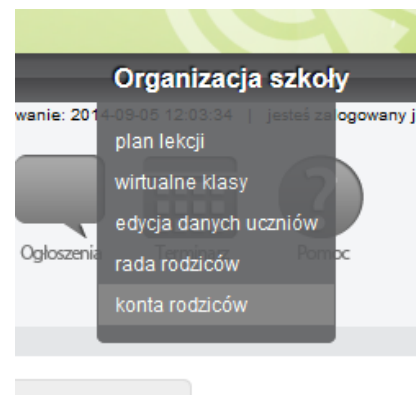 Organizacja szkoły
wanie: 2014-09-05 12:03:34 | jesteś zalogowany j
plan lekcji
wirtualne klasy
edycja danych uczniów
Ogłoszenia Terminarz Pomoc
rada rodziców
konta rodziców